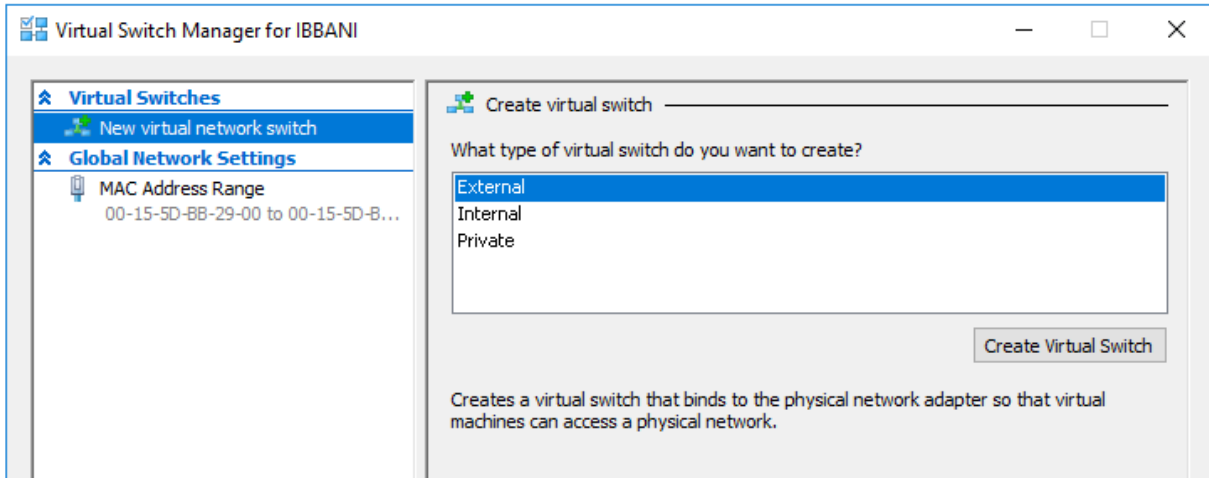 Virtual Switch Manager for IBBANI
Virtual Switches
New virtual network switch
Global Network Settings
MAC Address Range
00-15-5D-BB-29-00 to 00-15-5D-B...
Create virtual switch
What type of virtual switch do you want to create?
External
Internal
Private
Create Virtual Switch
Creates a virtual switch that binds to the physical network adapter so that virtual
machines can access a physical network.